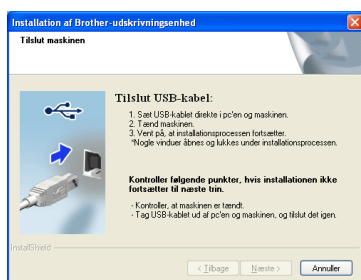 Installation af Brother-udskrivningsenhed
Tilslut maskinen
Tilslut USB-kabel:
1. Sæt USB-kablet direkte i pc'en og maskinen.
2. Tænd maskinen.
3. Vent på, at installationsprocessen fortsætter.
*Nogle vinduer åbnes og lukkes under installationsprocessen.
Kontroller følgende punkter, hvis installationen ikke
fortsætter til næste trin.
- Kontroller, at maskinen er tændt.
- Tag USB-kablet ud af pc'en og maskinen, og tilslut det igen.
InstallShield
< Tilbage Næste > Annuller